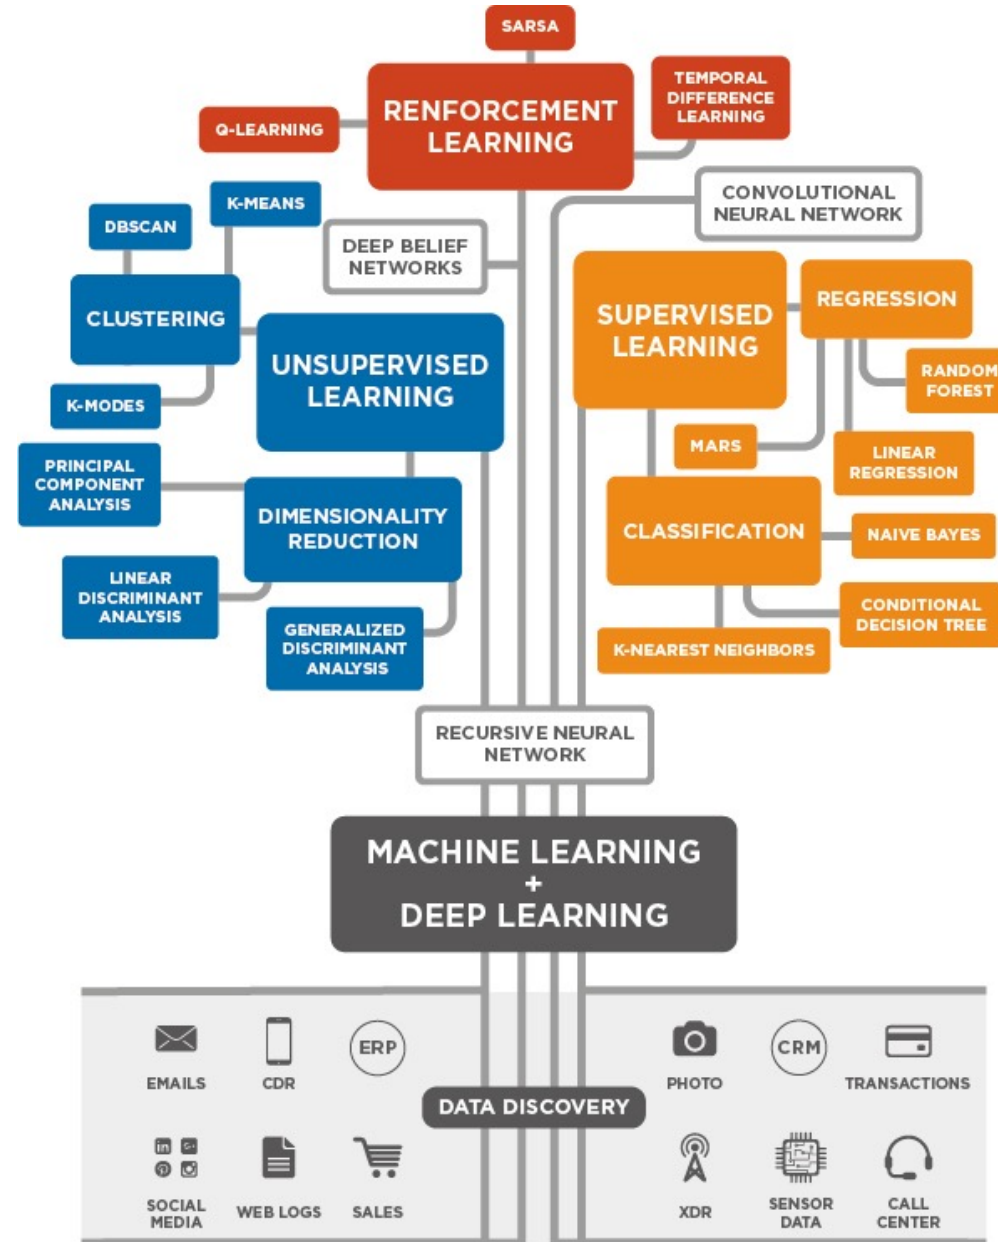 SARSA
RENFORCEMENT
LEARNING
TEMPORAL
DIFFERENCE
LEARNING
Q-LEARNING
CONVOLUTIONAL
NEURAL NETWORK
K-MEANS
DBSCAN
DEEP BELIEF
NETWORKS
CLUSTERING
SUPERVISED
LEARNING
REGRESSION
UNSUPERVISED
LEARNING
RANDOM
FOREST
K-MODES
MARS
LINEAR
REGRESSION
PRINCIPAL
COMPONENT
ANALYSIS
DIMENSIONALITY
REDUCTION
CLASSIFICATION
NAIVE BAYES
LINEAR
DISCRIMINANT
ANALYSIS
CONDITIONAL
DECISION TREE
GENERALIZED
DISCRIMINANT
ANALYSIS
K-NEAREST NEIGHBORS
RECURSIVE NEURAL
NETWORK
MACHINE LEARNING
+
DEEP LEARNING
ERP
CRM
EMAILS
CDR
PHOTO
TRANSACTIONS
DATA DISCOVERY
in
G+
SOCIAL
MEDIA
WEB LOGS
SALES
XDR
SENSOR
DATA
CALL
CENTER